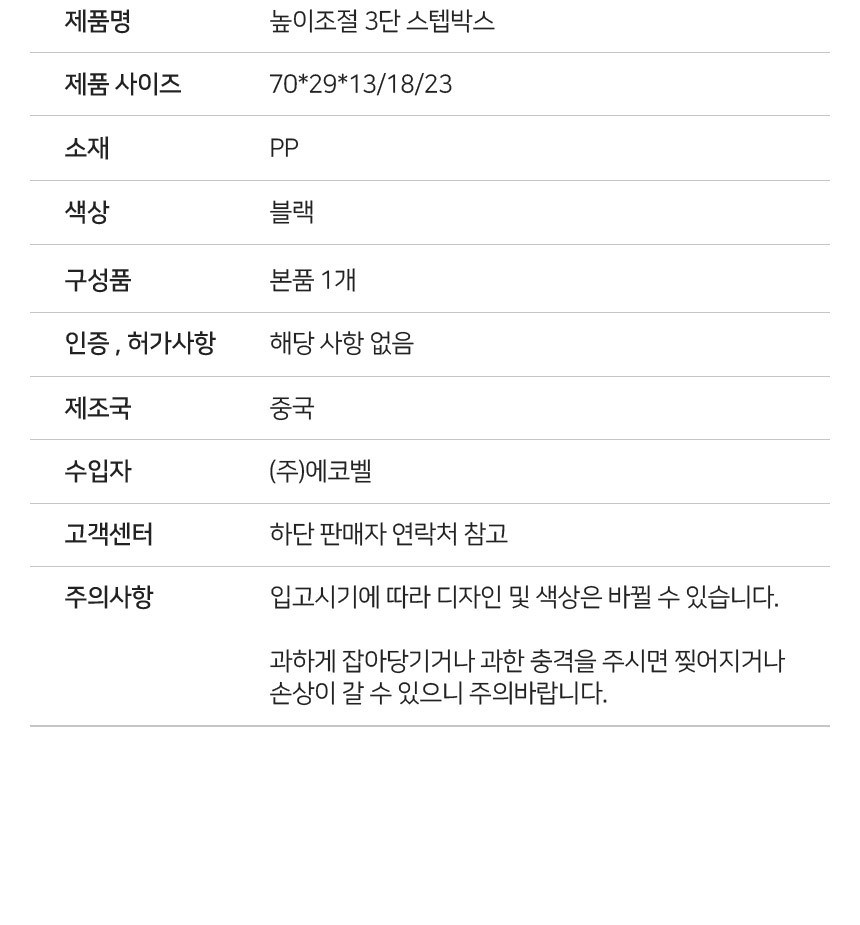 제품명 높이조절 3단 스텝박스
제품 사이즈 70*29*13/18/23
소재 PP
색상 블랙
구성품 본품 1개
인증 , 허가사항 해당 사항 없음
제조국 중국
수입자 (주)에코벨
고객센터 하단 판매자 연락처 참고
주의사항 입고시기에 따라 디자인 및 색상은 바뀔 수 있습니다.
과하게 잡아당기거나 과한 충격을 주시면 찢어지거나
손상이 갈 수 있으니 주의바랍니다.